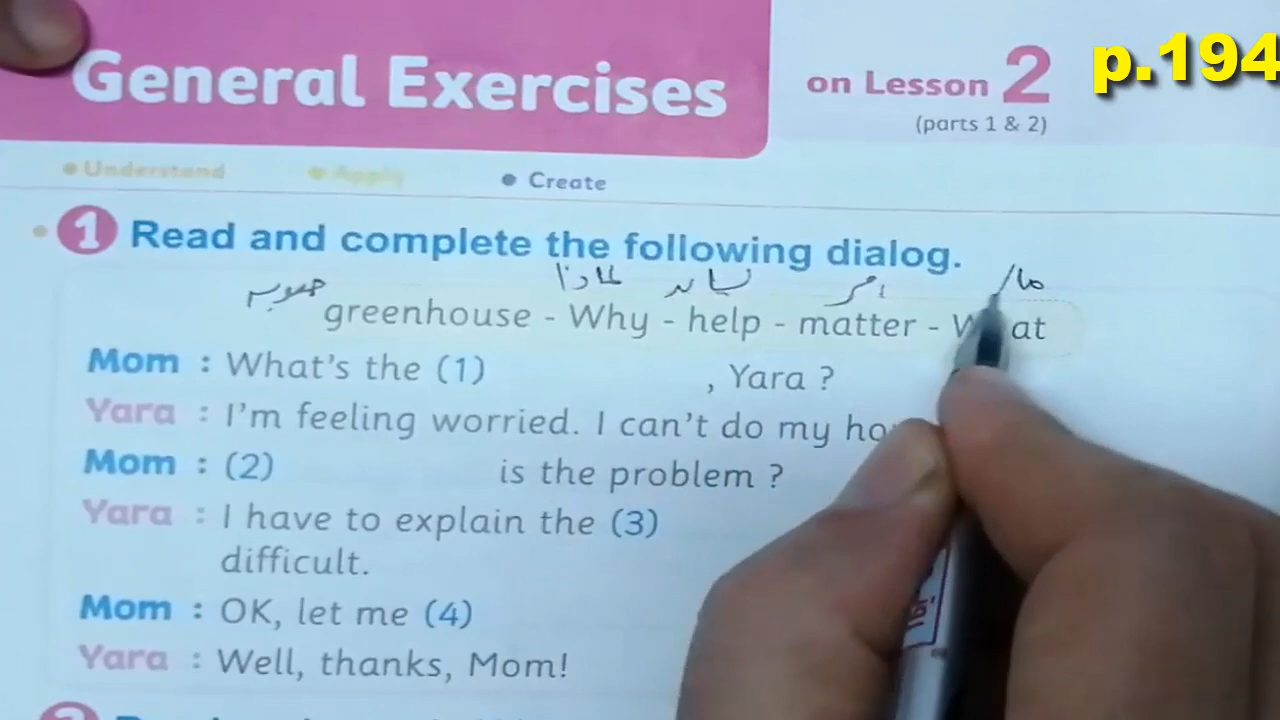 General Exercises
on Lesson 2
p.194
(parts 1 & 2)
Understand Apply Create
1 Read and complete the following dialog.
لماذا يساعد أمر ما/
greenhouse - Why - help - matter - What
Mom : What's the (1) , Yara ?
Yara : I'm feeling worried. I can't do my ho
Mom : (2) is the problem ?
Yara : I have to explain the (3)
difficult.
Mom : OK, let me (4)
Yara : Well, thanks, Mom!